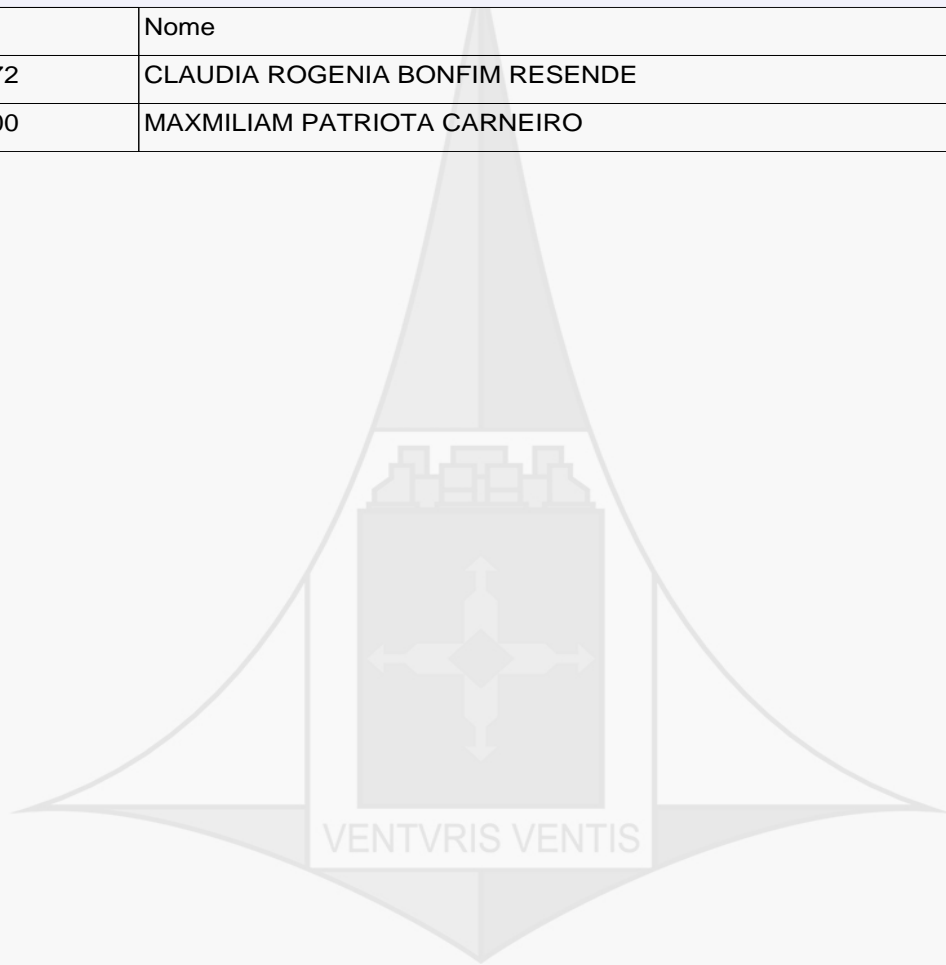 Nome
72 CLAUDIA ROGENIA BONFIM RESENDE
00 MAXMILIAM PATRIOTA CARNEIRO
VENTVRIS VENTIS